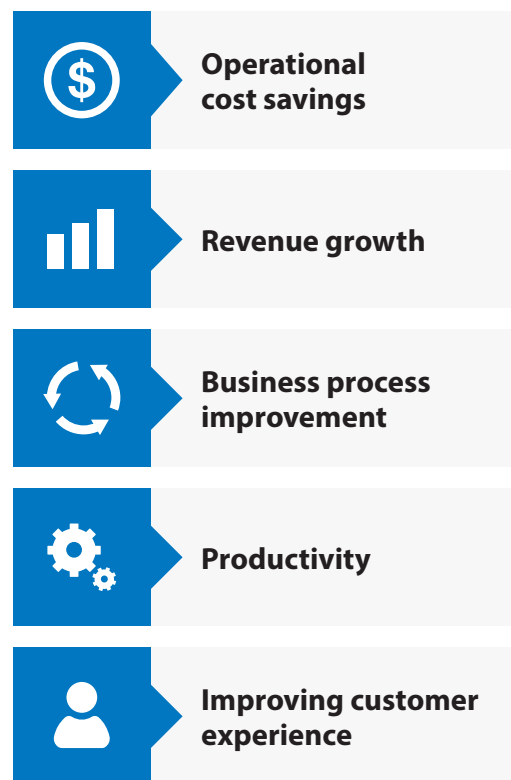 $
Operational
cost savings
Revenue growth
Business process
improvement
Productivity
Improving customer
experience